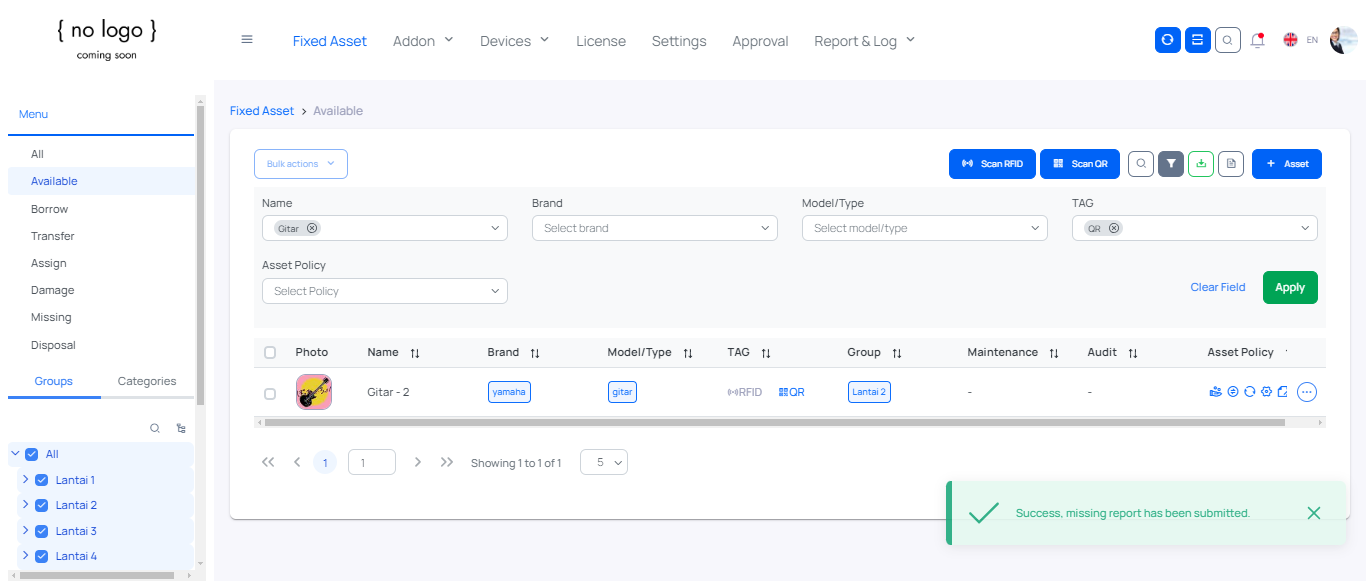 { no logo }
coming soon
Fixed Asset
Addon
Devices
License
Settings
Approval
Report & Log
EN
Menu
All
Available
Borrow
Transfer
Assign
Damage
Missing
Disposal
Groups
Categories
All
Lantai 1
Lantai 2
Lantai 3
Lantai 4
Fixed Asset > Available
Bulk actions
Scan RFID
Scan QR
+ Asset
Name
Brand
Model/Type
TAG
Gitar
Select brand
Select model/type
QR
Asset Policy
Select Policy
Clear Field
Apply
Photo
Name
Brand
Model/Type
TAG
Group
Maintenance
Audit
Asset Policy
Gitar - 2
yamaha
gitar
RFID
QR
Lantai 2
-
-
1
1
Showing 1 to 1 of 1
5
Success, missing report has been submitted.